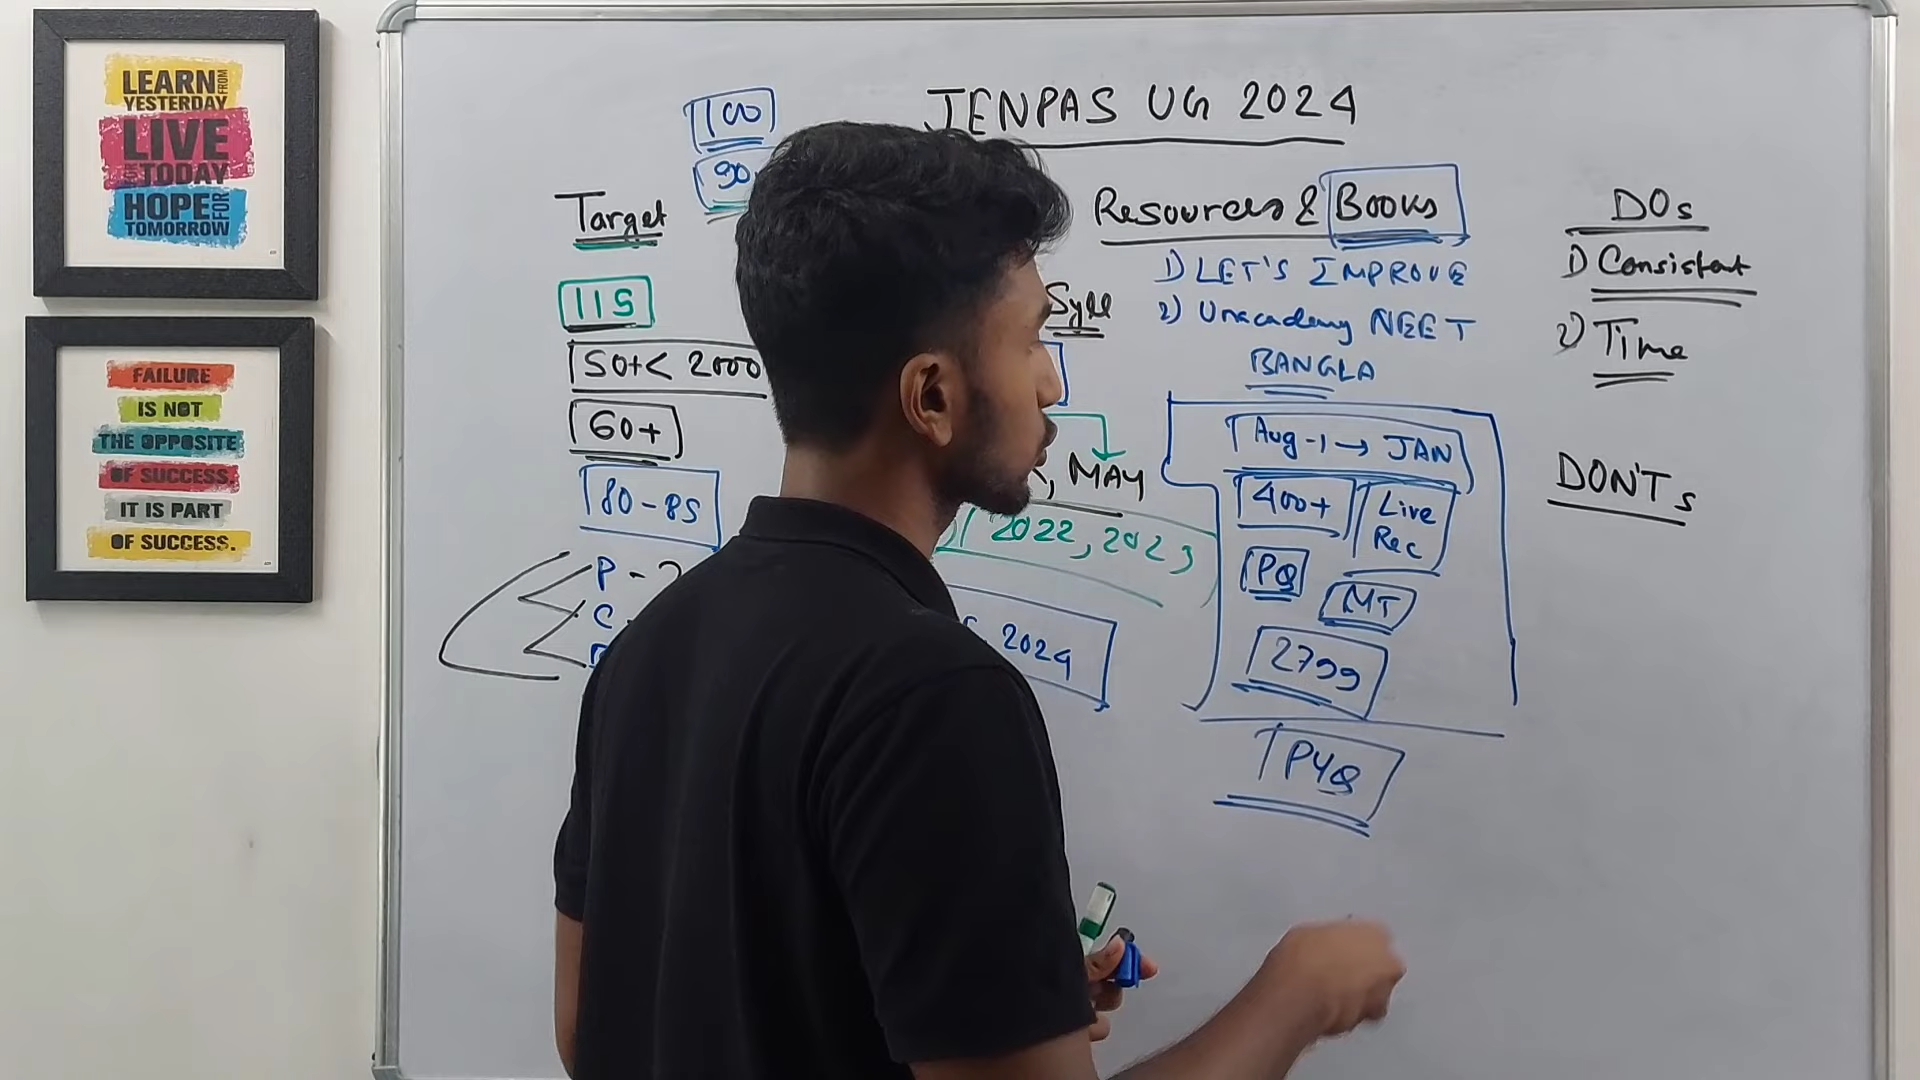 LEARN FROM
YESTERDAY
LIVE
FOR TODAY
HOPE FOR
TOMORROW
FAILURE
IS NOT
THE OPPOSITE
OF SUCCESS.
IT IS PART
OF SUCCESS.
JENPAS UG 2024
100
90
Target
115
50+< 2000
60+
80-85
P -
C
Syll
, MAY
2022, 2023
2024
Resources & Books
1) LET'S IMPROVE
2) Unacademy NEET
BANGLA
Aug-1 → JAN
400+
Live
Rec
PQ
MT
2799
PYQ
DOs
1) Consistent
2) Time
DON'Ts